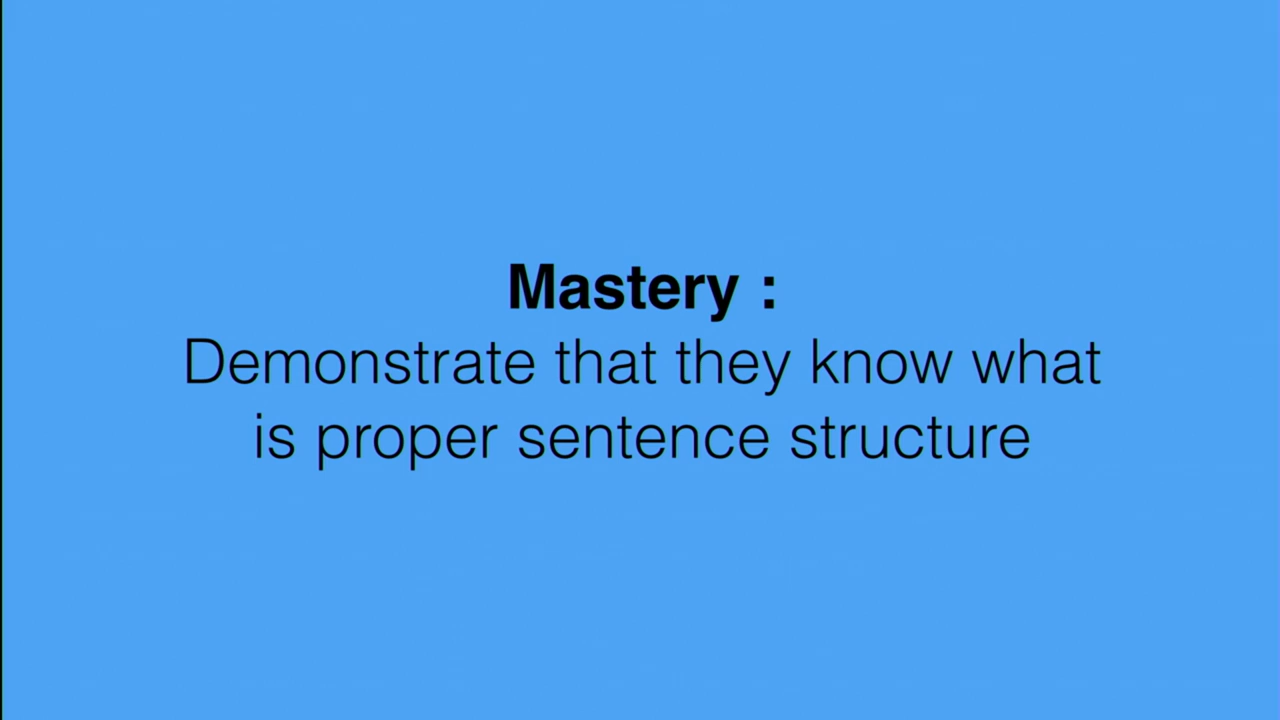 Mastery :
Demonstrate that they know what
is proper sentence structure